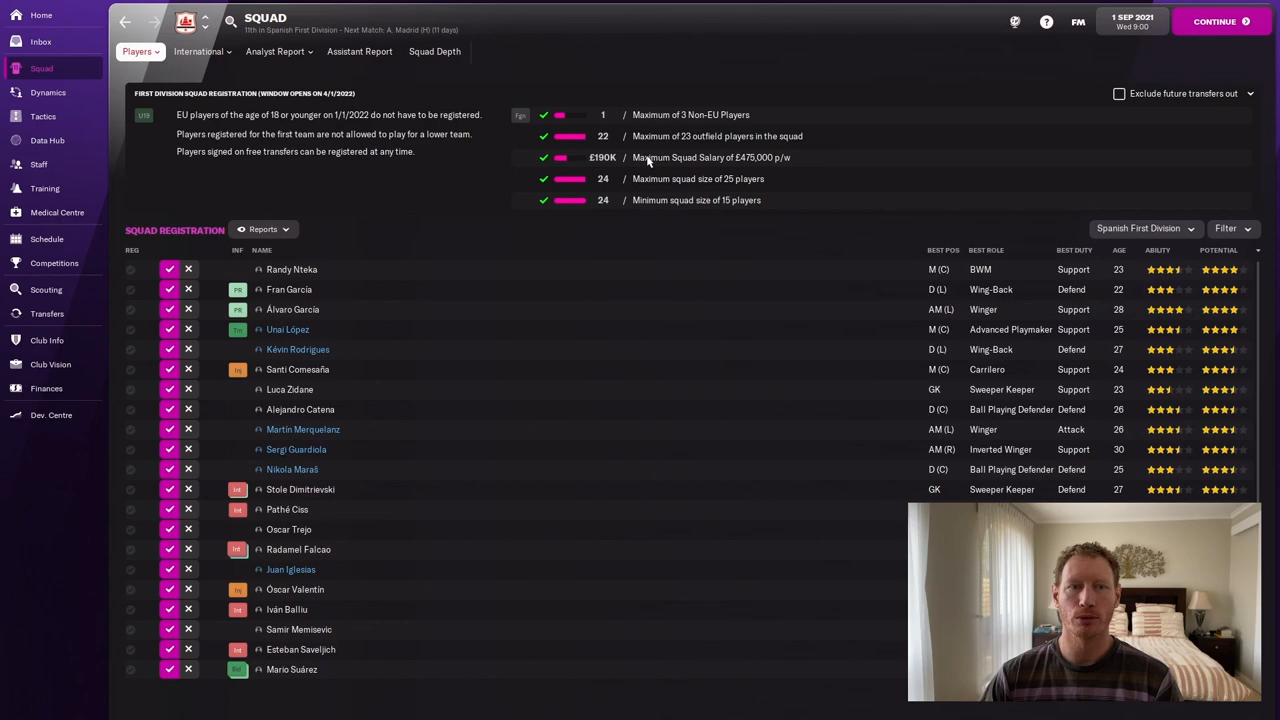 Home
Inbox
Squad
Dynamics
Tactics
Data Hub
Staff
Training
Medical Centre
Schedule
Competitions
Scouting
Transfers
Club Info
Club Vision
Finances
Dev. Centre
SQUAD
11th in Spanish First Division - Next Match: A. Madrid (H) (11 days)
FM
1 SEP 2021
Wed 9:00
CONTINUE
Players International Analyst Report Assistant Report Squad Depth
FIRST DIVISION SQUAD REGISTRATION (WINDOW OPENS ON 4/1/2022)
Exclude future transfers out
U19 EU players of the age of 18 or younger on 1/1/2022 do not have to be registered.
Players registered for the first team are not allowed to play for a lower team.
Players signed on free transfers can be registered at any time.
Fgn 1 / Maximum of 3 Non-EU Players
22 / Maximum of 23 outfield players in the squad
£190K / Maximum Squad Salary of £475,000 p/w
24 / Maximum squad size of 25 players
24 / Minimum squad size of 15 players
SQUAD REGISTRATION Reports Spanish First Division Filter
REG INF NAME BEST POS BEST ROLE BEST DUTY AGE ABILITY POTENTIAL
Randy Nteka M (C) BWM Support 23
PR Fran García D (L) Wing-Back Defend 22
PR Álvaro García AM (L) Winger Support 28
Trn Unai López M (C) Advanced Playmaker Support 25
Kévin Rodrigues D (L) Wing-Back Defend 27
Inj Santi Comesaña M (C) Carrilero Support 24
Luca Zidane GK Sweeper Keeper Support 23
Alejandro Catena D (C) Ball Playing Defender Defend 26
Martín Merquelanz AM (L) Winger Attack 26
Sergi Guardiola AM (R) Inverted Winger Support 30
Nikola Maraš D (C) Ball Playing Defender Defend 25
Int Stole Dimitrievski GK Sweeper Keeper Defend 27
Int Pathé Ciss
Oscar Trejo
Int Radamel Falcao
Juan Iglesias
Inj Óscar Valentín
Int Iván Balliu
Samir Memisevic
Int Esteban Saveljich
Bid Mario Suárez